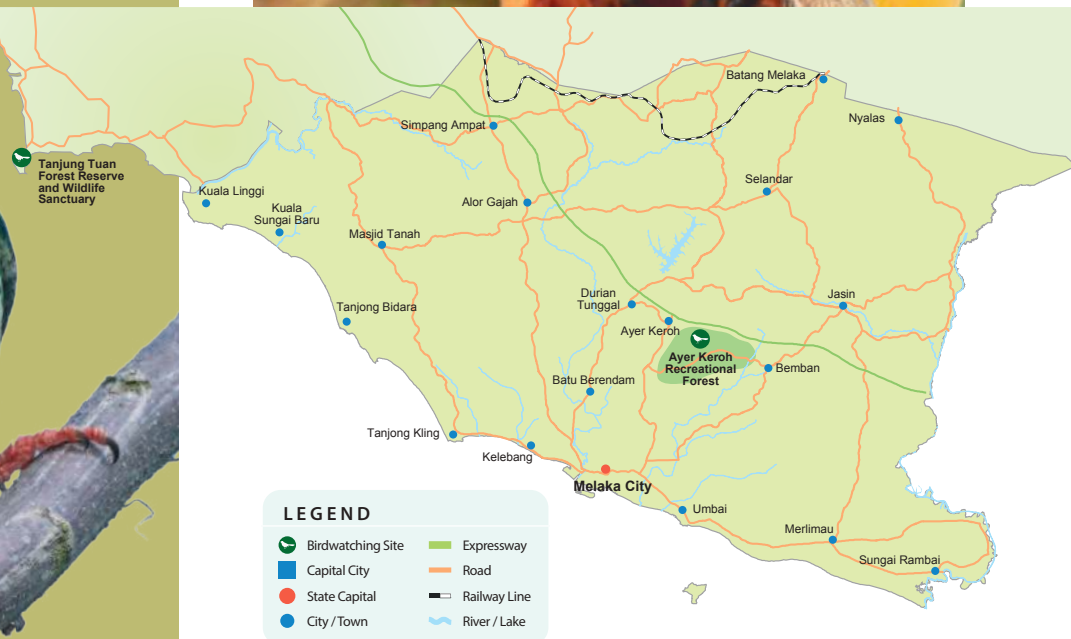 Batang Melaka
Nyalas
Simpang Ampat
Tanjung Tuan
Forest Reserve
and Wildlife
Sanctuary
Kuala Linggi
Selandar
Kuala
Sungai Baru
Alor Gajah
Masjid Tanah
Durian
Tunggal
Jasin
Tanjong Bidara
Ayer Keroh
Ayer Keroh
Recreational
Forest
Bemban
Batu Berendam
Tanjong Kling
Kelebang
Melaka City
Umbai
Merlimau
Sungai Rambai
LEGEND
Birdwatching Site
Capital City
State Capital
City / Town
Expressway
Road
Railway Line
River / Lake